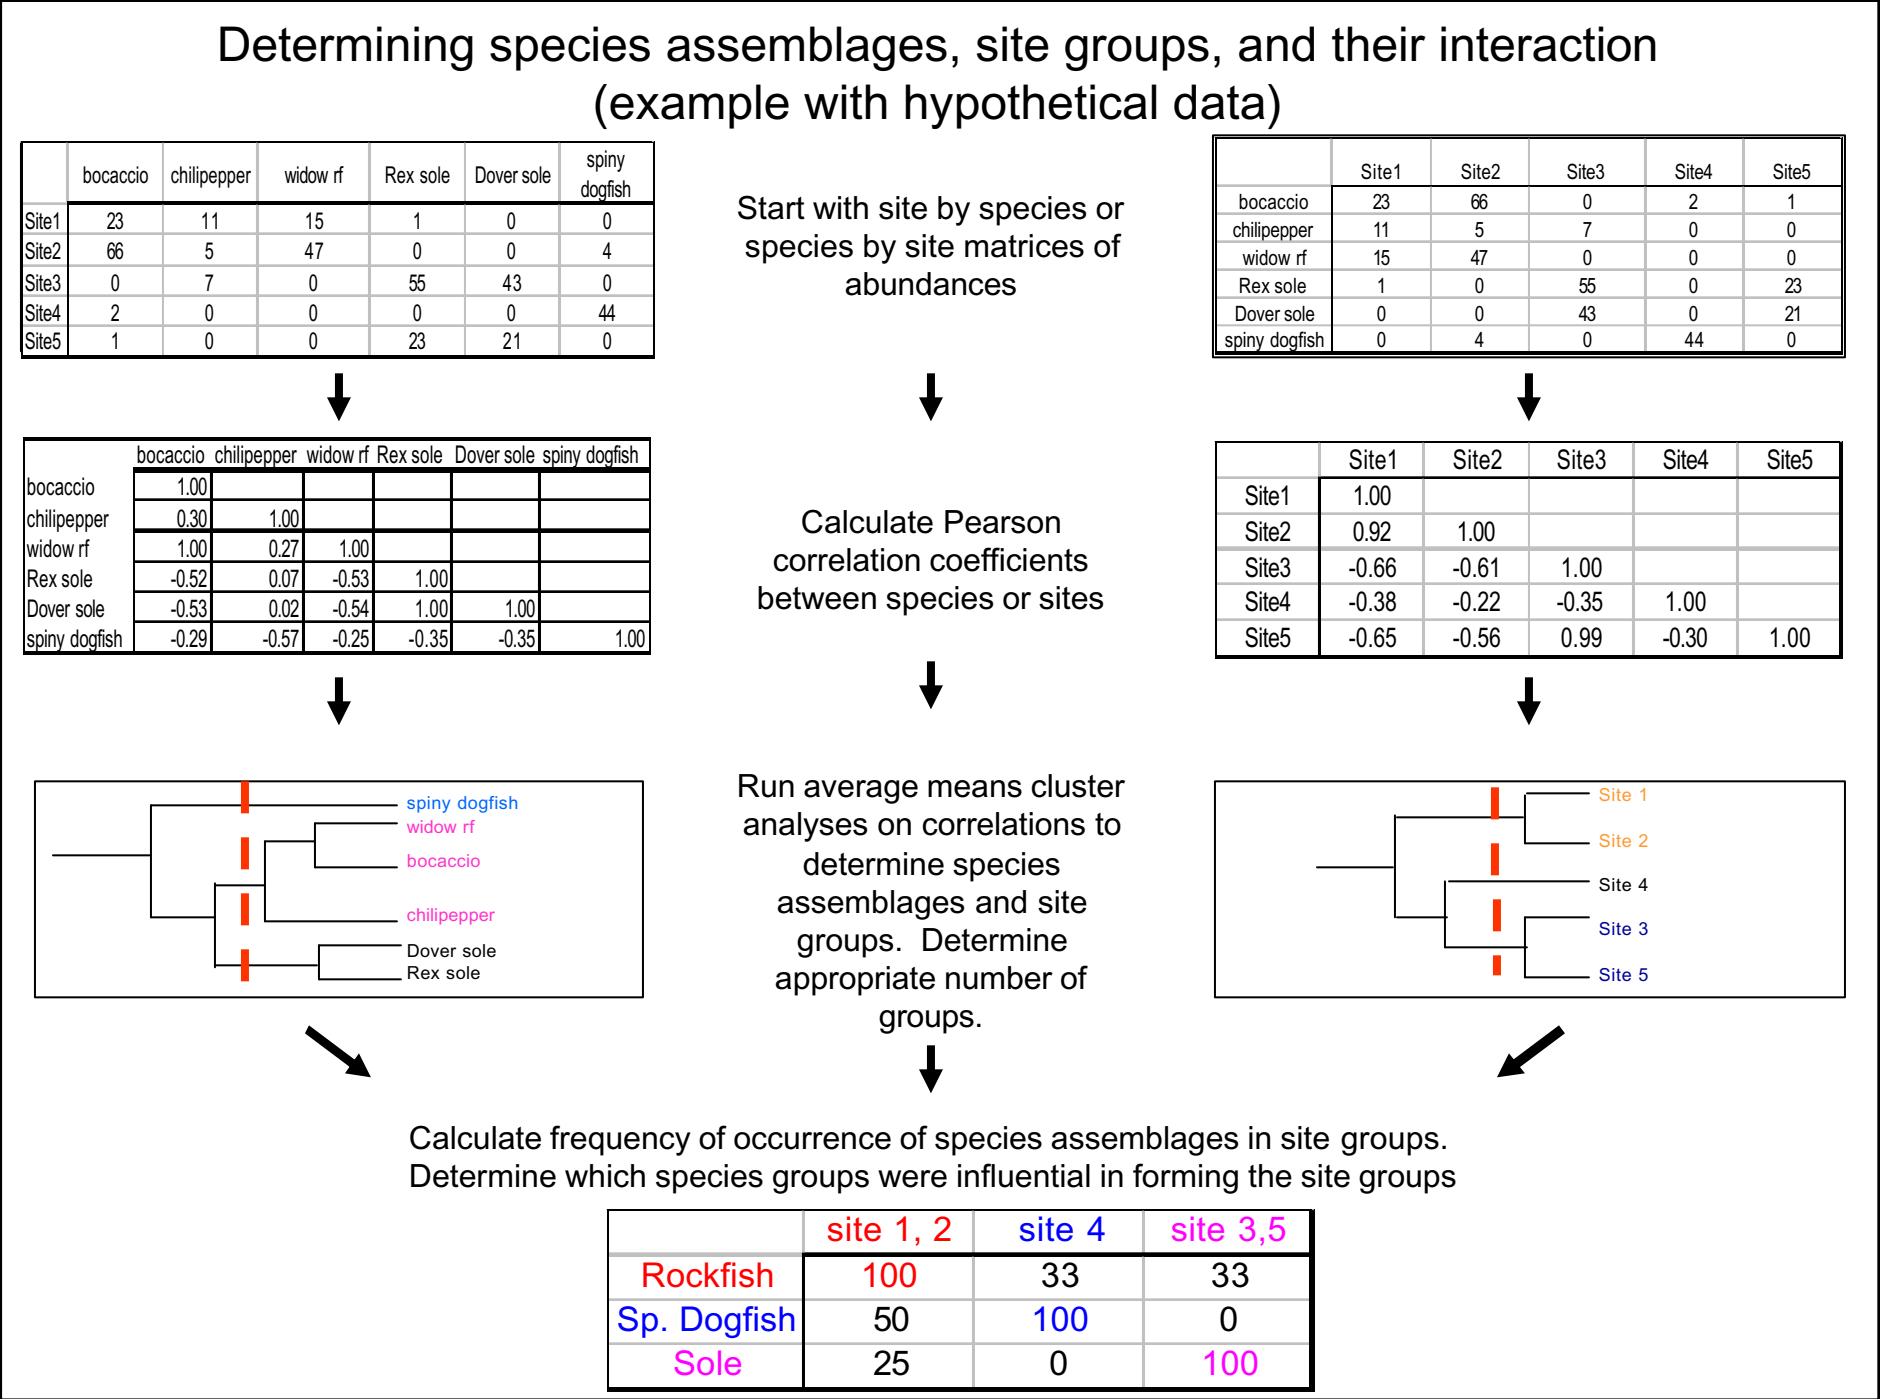 Determining species assemblages, site groups, and their interaction
(example with hypothetical data)
bocaccio chilipepper widow rf Rex sole Dover sole spiny dogfish
Site1 23 11 15 1 0 0
Site2 66 5 47 0 0 4
Site3 0 7 0 55 43 0
Site4 2 0 0 0 0 44
Site5 1 0 0 23 21 0
Start with site by species or
species by site matrices of
abundances
Site1 Site2 Site3 Site4 Site5
bocaccio 23 66 0 2 1
chilipepper 11 5 7 0 0
widow rf 15 47 0 0 0
Rex sole 1 0 55 0 23
Dover sole 0 0 43 0 21
spiny dogfish 0 4 0 44 0
bocaccio chilipepper widow rf Rex sole Dover sole spiny dogfish
bocaccio 1.00
chilipepper 0.30 1.00
widow rf 1.00 0.27 1.00
Rex sole -0.52 0.07 -0.53 1.00
Dover sole -0.53 0.02 -0.54 1.00 1.00
spiny dogfish -0.29 -0.57 -0.25 -0.35 -0.35 1.00
Calculate Pearson
correlation coefficients
between species or sites
Site1 Site2 Site3 Site4 Site5
Site1 1.00
Site2 0.92 1.00
Site3 -0.66 -0.61 1.00
Site4 -0.38 -0.22 -0.35 1.00
Site5 -0.65 -0.56 0.99 -0.30 1.00
spiny dogfish
widow rf
bocaccio
chilipepper
Dover sole
Rex sole
Run average means cluster
analyses on correlations to
determine species
assemblages and site
groups. Determine
appropriate number of
groups.
Site 1
Site 2
Site 4
Site 3
Site 5
Calculate frequency of occurrence of species assemblages in site groups.
Determine which species groups were influential in forming the site groups
site 1, 2 site 4 site 3,5
Rockfish 100 33 33
Sp. Dogfish 50 100 0
Sole 25 0 100